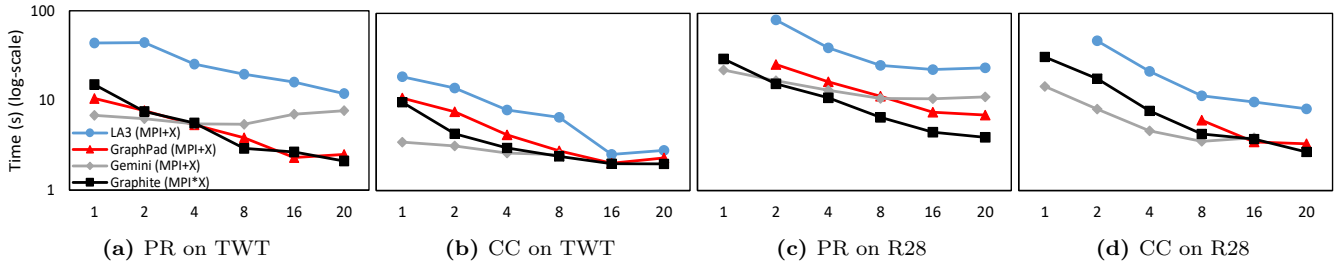 Time (s) (log-scale)
100
10
1
LA3 (MPI+X)
GraphPad (MPI+X)
Gemini (MPI+X)
Graphite (MPI*X)
1 2 4 8 16 20
1 2 4 8 16 20
1 2 4 8 16 20
1 2 4 8 16 20
(a) PR on TWT
(b) CC on TWT
(c) PR on R28
(d) CC on R28